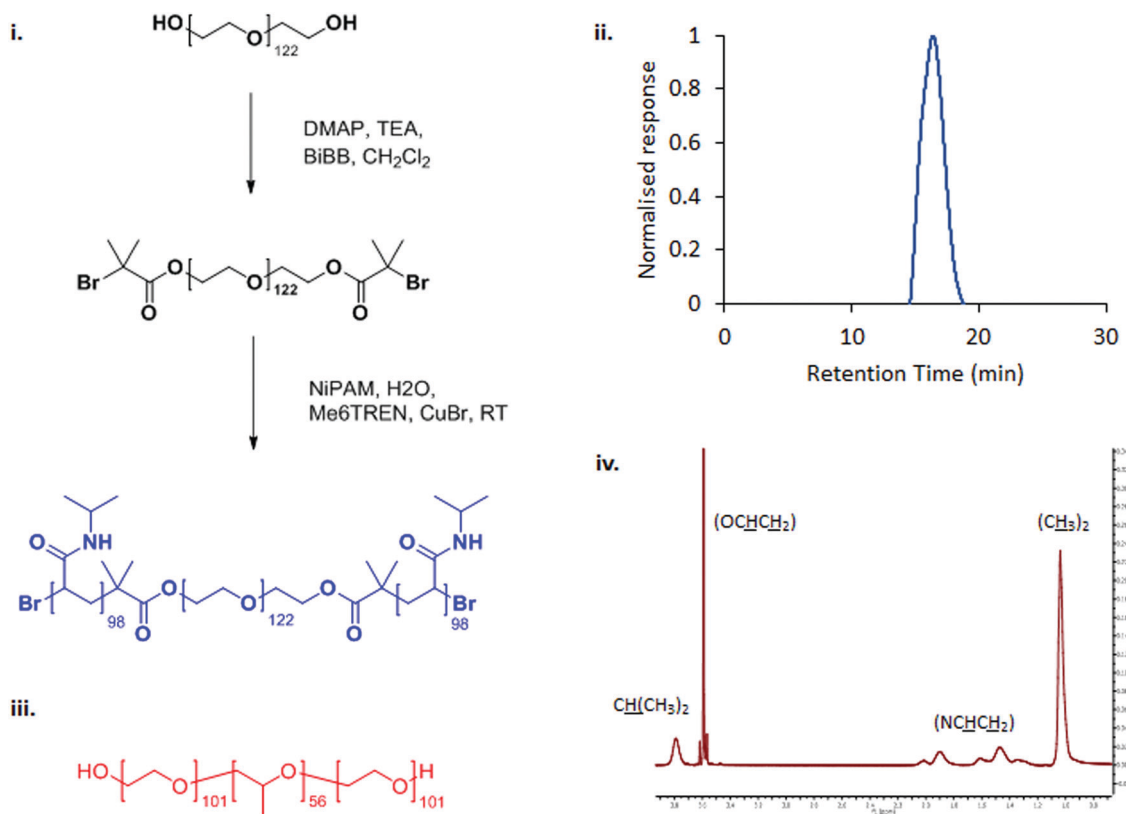 i.
HO
O
OH
122
DMAP, TEA,
BiBB, CH2Cl2
Br
O
O
O
122
O
O
Br
NiPAM, H2O,
Me6TREN, CuBr, RT
O
NH
O
NH
Br
98
O
O
O
122
O
O
Br
98
iii.
HO
O
101
O
56
O
H
101
ii.
Normalised response
1
0.8
0.6
0.4
0.2
0
0
10
20
30
Retention Time (min)
iv.
(OCHCH2)
(CH3)2
CH(CH3)2
(NCHCH2)